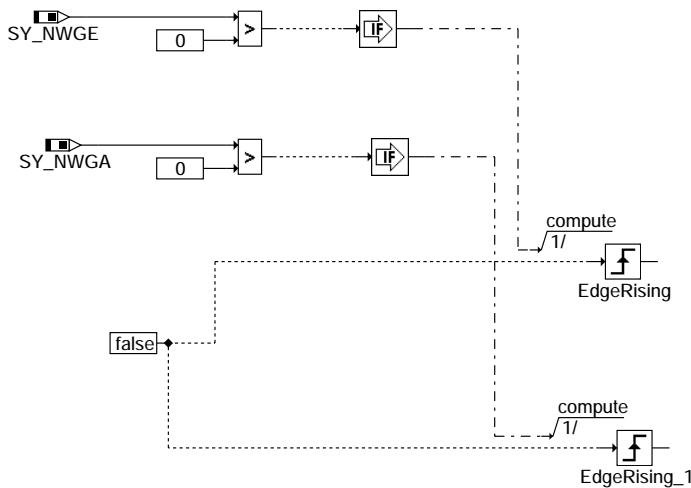 SY_NWGE
0
>
IF
SY_NWGA
0
>
IF
compute
1/
EdgeRising
false
compute
1/
EdgeRising_1